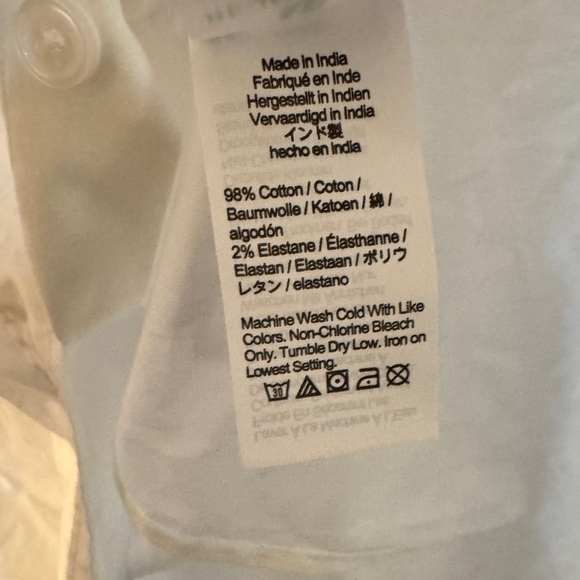 Made in India
Fabriqué en Inde
Hergestellt in Indien
Vervaardigd in India
インド製
hecho en India
98% Cotton / Coton /
Baumwolle / Katoen / 綿 /
algodón
2% Elastane / Élasthanne /
Elastan / Elastaan / ポリウ
レタン / elastano
Machine Wash Cold With Like
Colors. Non-Chlorine Bleach
Only. Tumble Dry Low. Iron on
Lowest Setting.
30